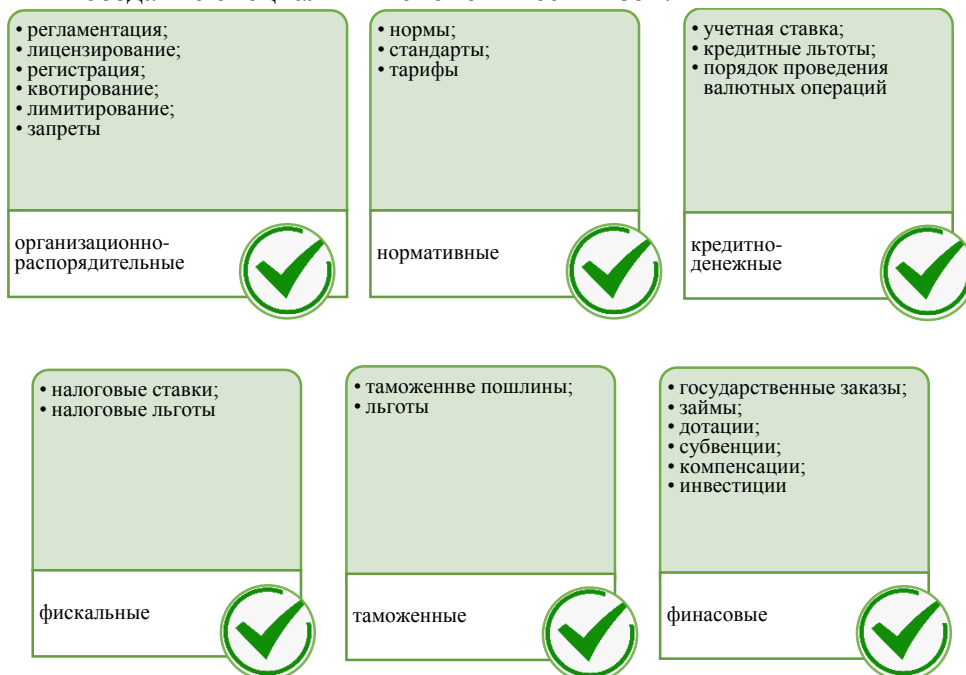 • регламентация;
• лицензирование;
• регистрация;
• квотирование;
• лимитирование;
• запреты
организационно-
распорядительные
• нормы;
• стандарты;
• тарифы
нормативные
• учетная ставка;
• кредитные льтоты;
• порядок проведения
валютных операций
кредитно-
денежные
• налоговые ставки;
• налоговые льготы
фискальные
• таможеннве пошлины;
• льготы
таможенные
• государственные заказы;
• займы;
• дотации;
• субвенции;
• компенсации;
• инвестиции
финасовые